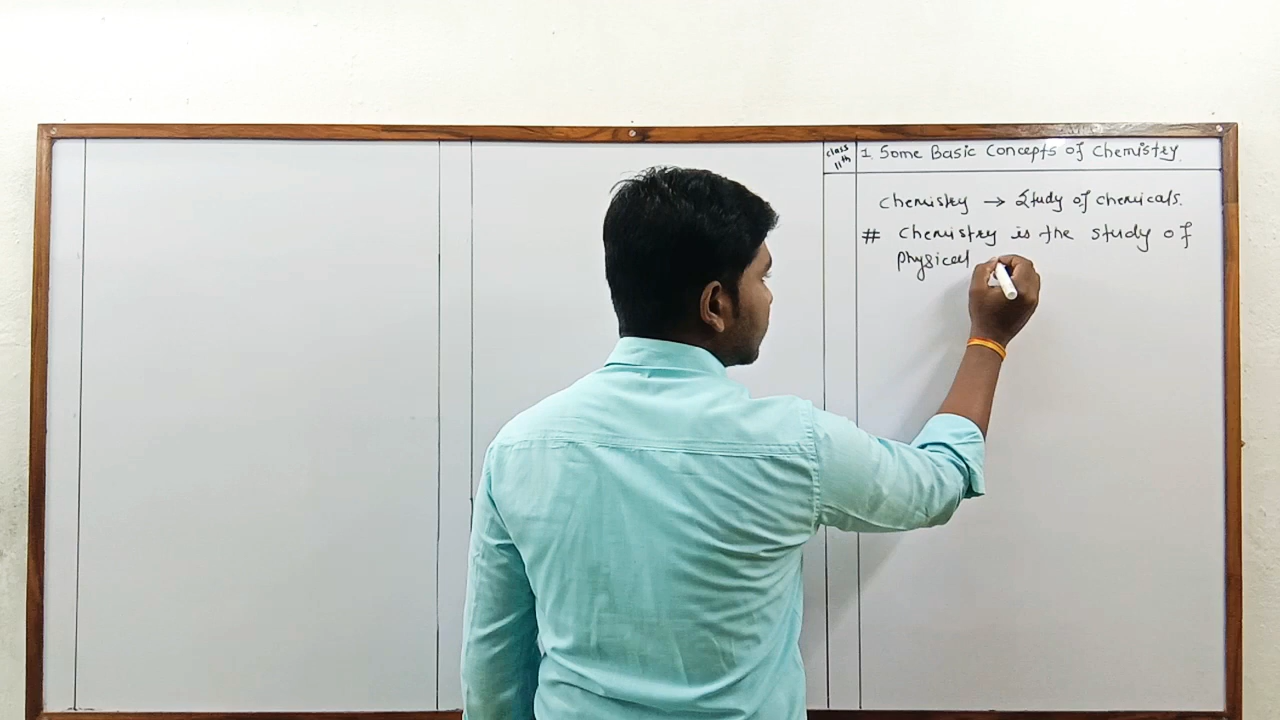 class 11th
1. Some Basic Concepts of Chemistry.
Chemistry → Study of chemicals.
# Chemistry is the study of
physical